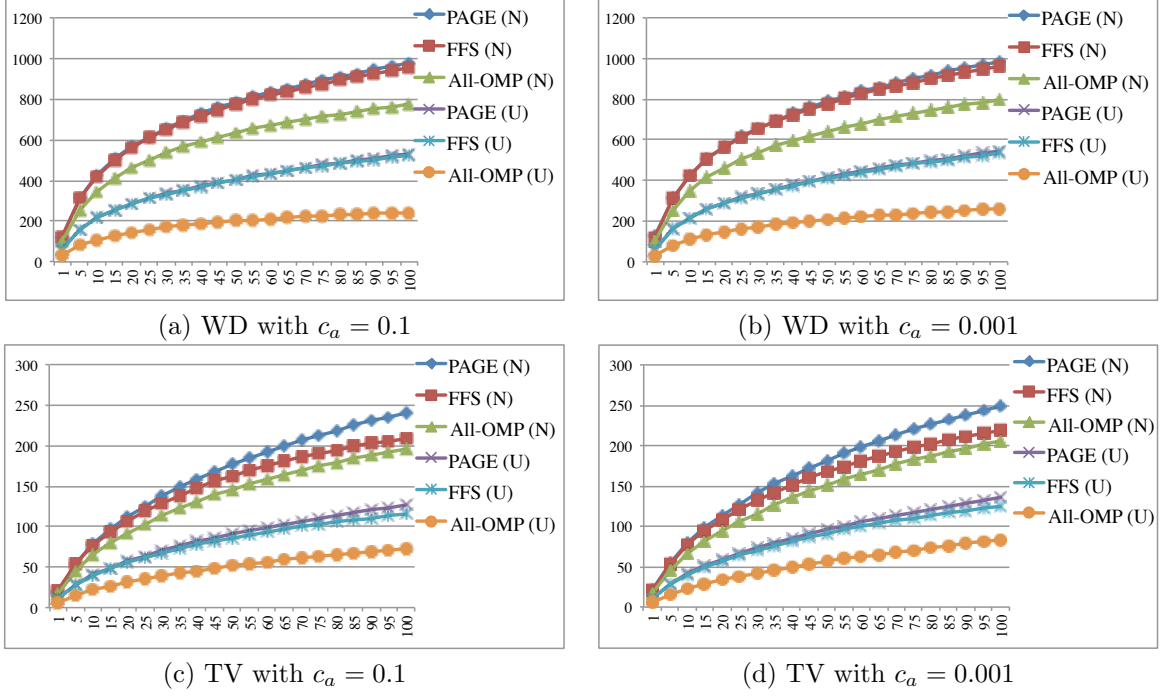 1200
1000
800
600
400
200
0
1 5 10 15 20 25 30 35 40 45 50 55 60 65 70 75 80 85 90 95 100
PAGE (N)
FFS (N)
All-OMP (N)
PAGE (U)
FFS (U)
All-OMP (U)
(a) WD with c_a = 0.1
1200
1000
800
600
400
200
0
1 5 10 15 20 25 30 35 40 45 50 55 60 65 70 75 80 85 90 95 100
PAGE (N)
FFS (N)
All-OMP (N)
PAGE (U)
FFS (U)
All-OMP (U)
(b) WD with c_a = 0.001
300
250
200
150
100
50
0
1 5 10 15 20 25 30 35 40 45 50 55 60 65 70 75 80 85 90 95 100
PAGE (N)
FFS (N)
All-OMP (N)
PAGE (U)
FFS (U)
All-OMP (U)
(c) TV with c_a = 0.1
300
250
200
150
100
50
0
1 5 10 15 20 25 30 35 40 45 50 55 60 65 70 75 80 85 90 95 100
PAGE (N)
FFS (N)
All-OMP (N)
PAGE (U)
FFS (U)
All-OMP (U)
(d) TV with c_a = 0.001